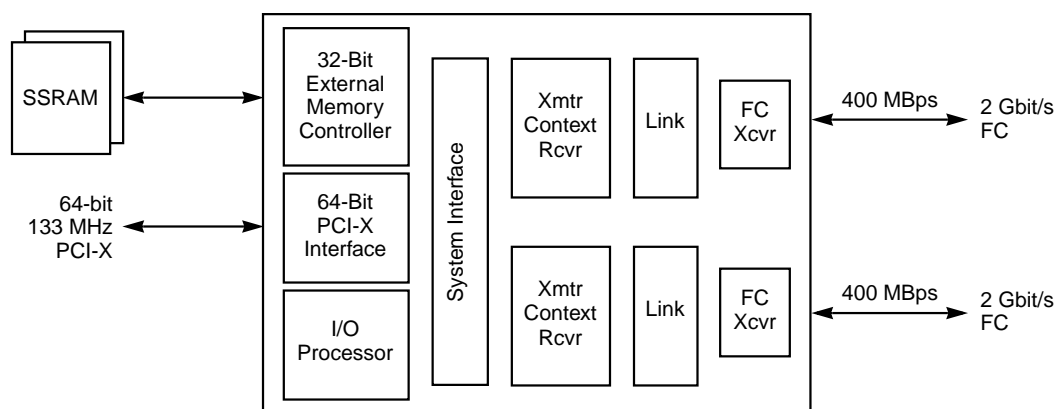 SSRAM
64-bit
133 MHz
PCI-X
32-Bit
External
Memory
Controller
64-Bit
PCI-X
Interface
I/O
Processor
System Interface
Xmtr
Context
Rcvr
Link
FC
Xcvr
400 MBps
2 Gbit/s
FC
Xmtr
Context
Rcvr
Link
FC
Xcvr
400 MBps
2 Gbit/s
FC